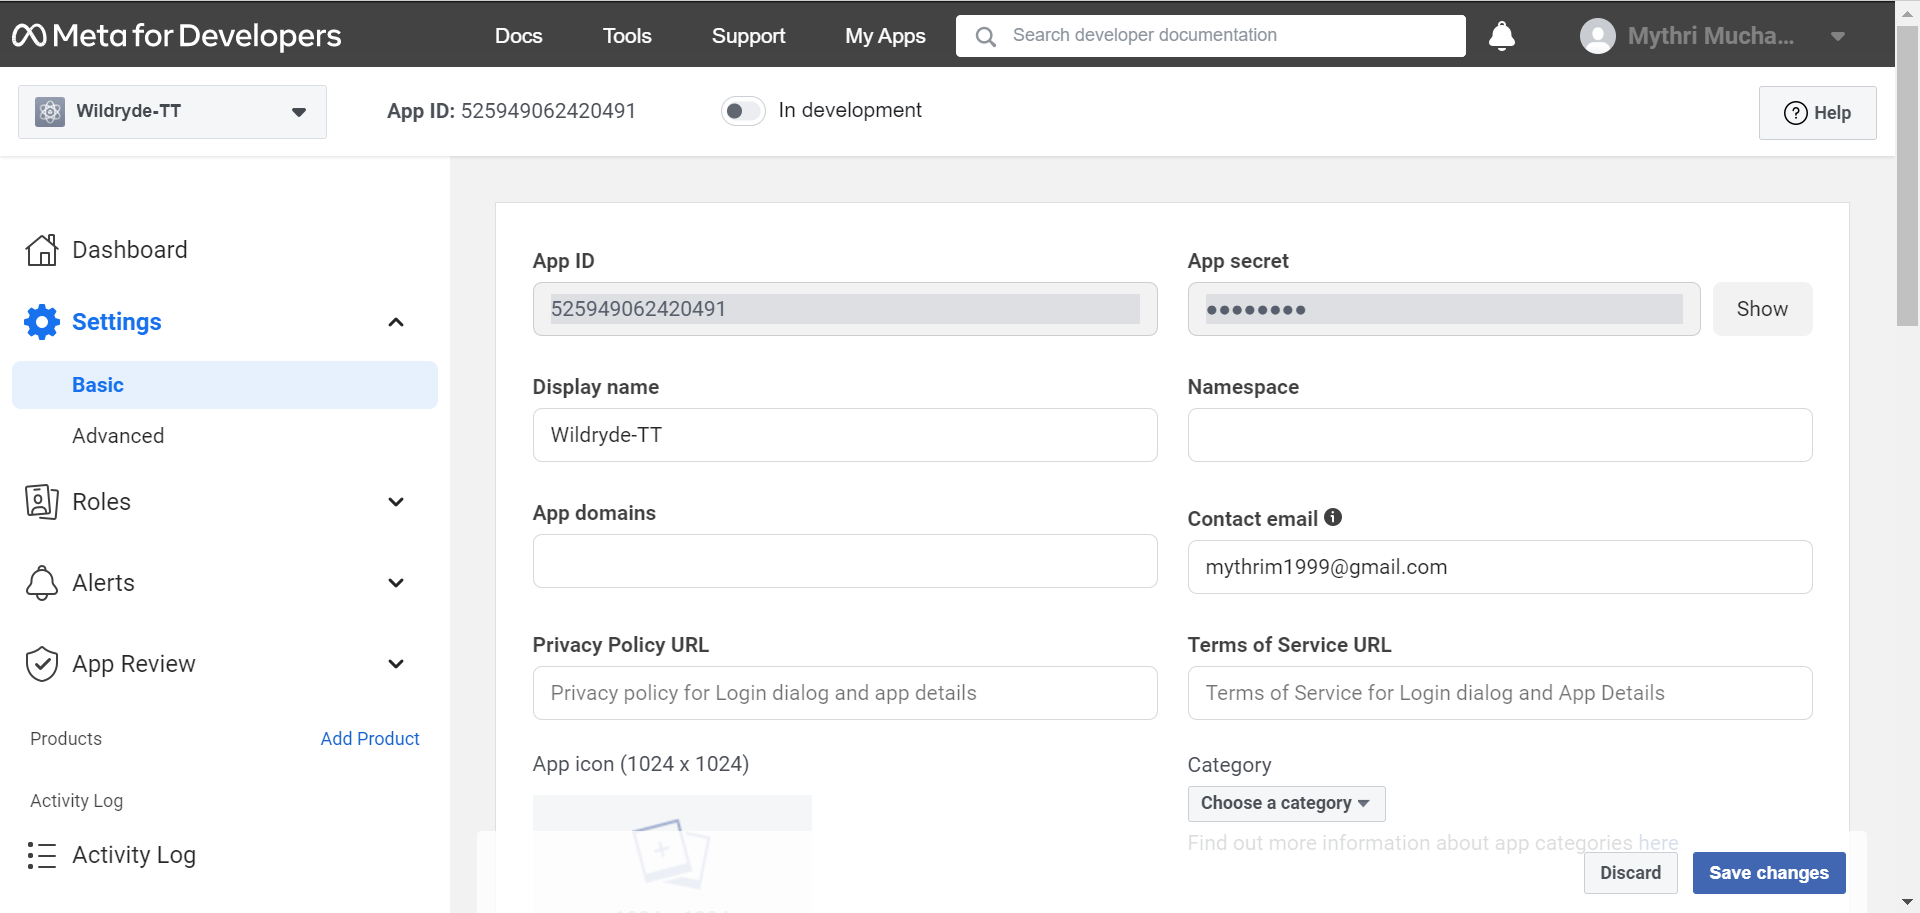 Meta for Developers
Docs
Tools
Support
My Apps
Search developer documentation
Mythri Mucha...
Wildryde-TT
App ID: 525949062420491
In development
Help
Dashboard
Settings
Basic
Advanced
Roles
Alerts
App Review
Products
Add Product
Activity Log
Activity Log
App ID
525949062420491
App secret
••••••••
Show
Display name
Wildryde-TT
Namespace
App domains
Contact email
mythrim1999@gmail.com
Privacy Policy URL
Privacy policy for Login dialog and app details
Terms of Service URL
Terms of Service for Login dialog and App Details
App icon (1024 x 1024)
Category
Choose a category
Find out more information about app categories here
Discard
Save changes